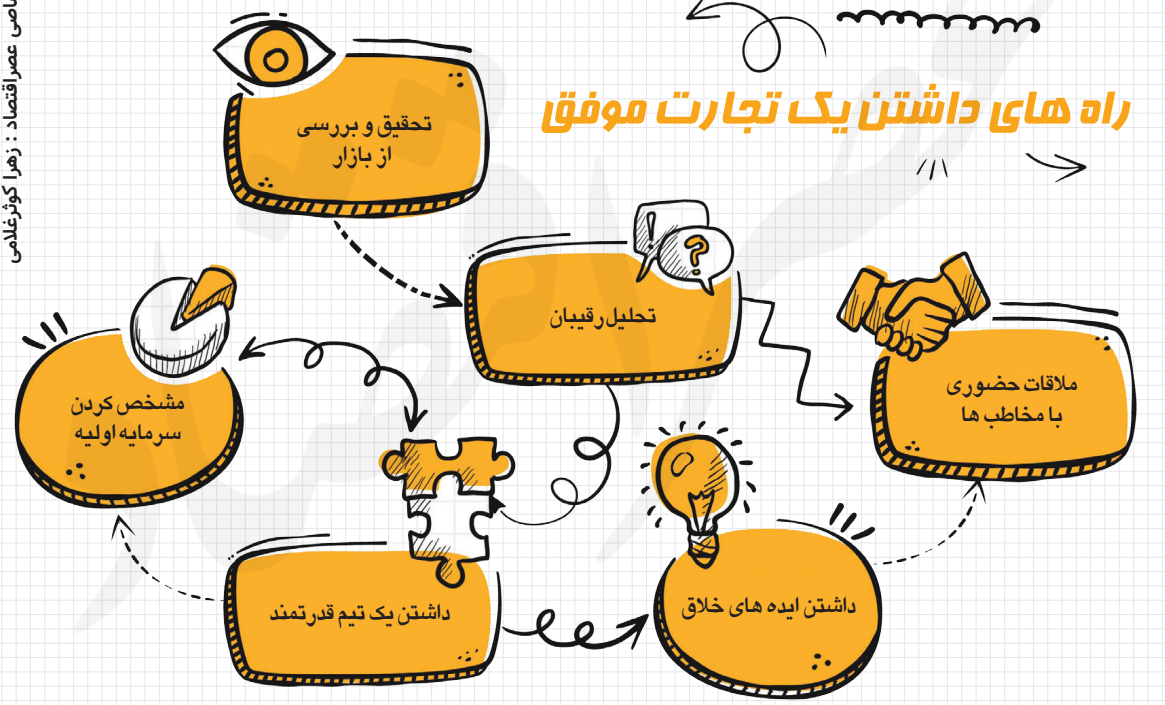 راه های داشتن یک تجارت موفق
تحقیق و بررسی
از بازار
تحلیل رقیبان
ملاقات حضوری
با مخاطب ها
مشخص کردن
سرمایه اولیه
داشتن یک تیم قدرتمند
داشتن ایده های خلاق
عصراقتصاد : زهرا کوثرغلامی